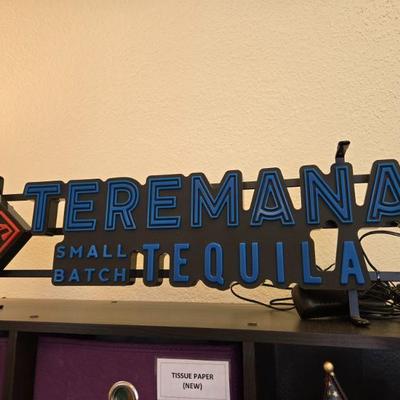 TEREMANA
SMALL
BATCH
TEQUILA
TISSUE PAPER
(NEW)